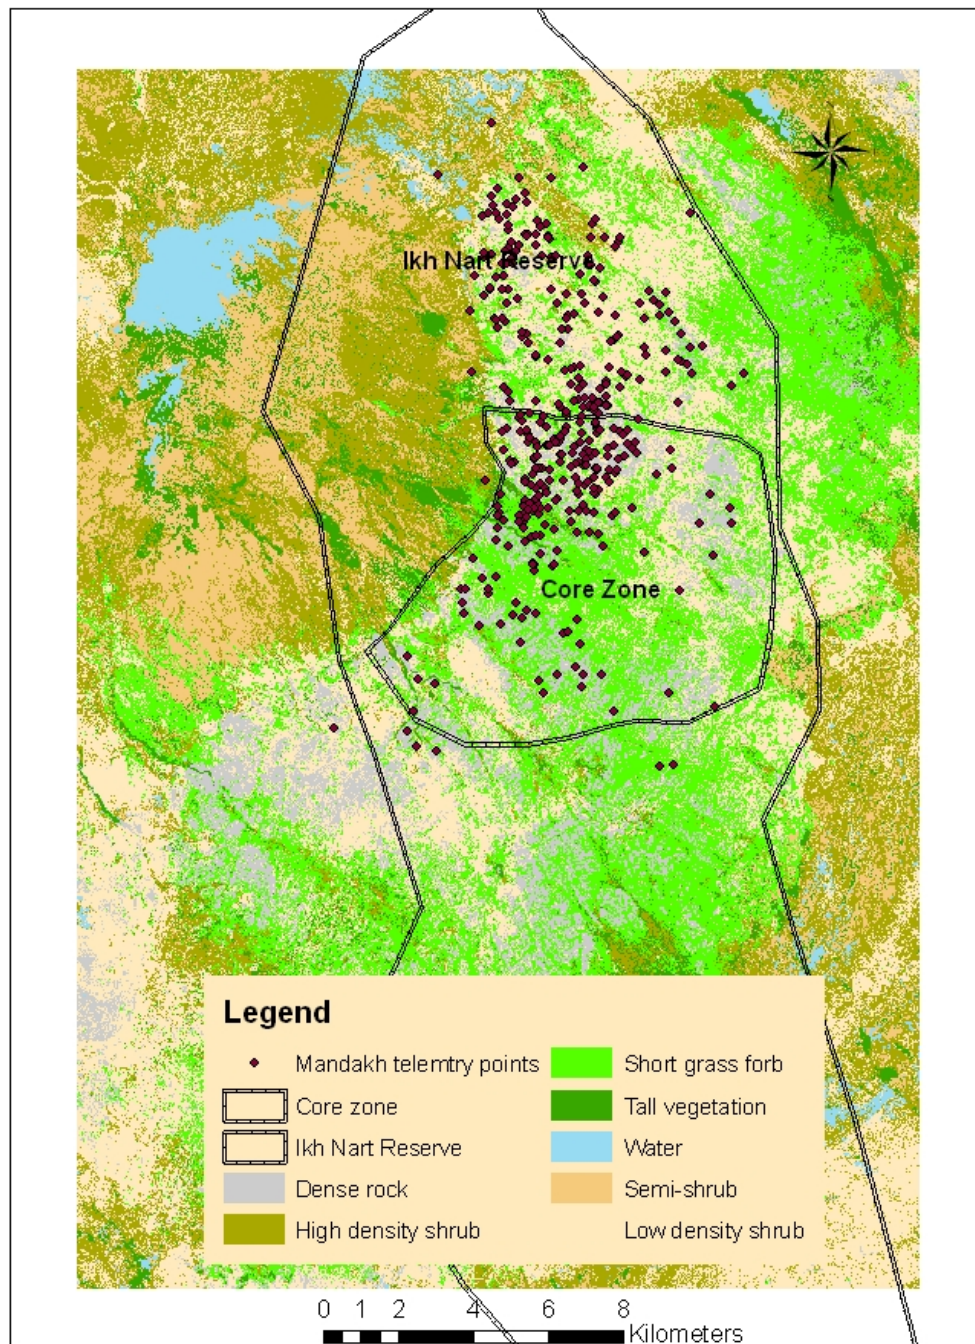 Ikh Nart Reserve
Core Zone
Legend
Mandakh telemtry points
Core zone
Ikh Nart Reserve
Dense rock
High density shrub
Short grass forb
Tall vegetation
Water
Semi-shrub
Low density shrub
0 1 2 4 6 8
Kilometers